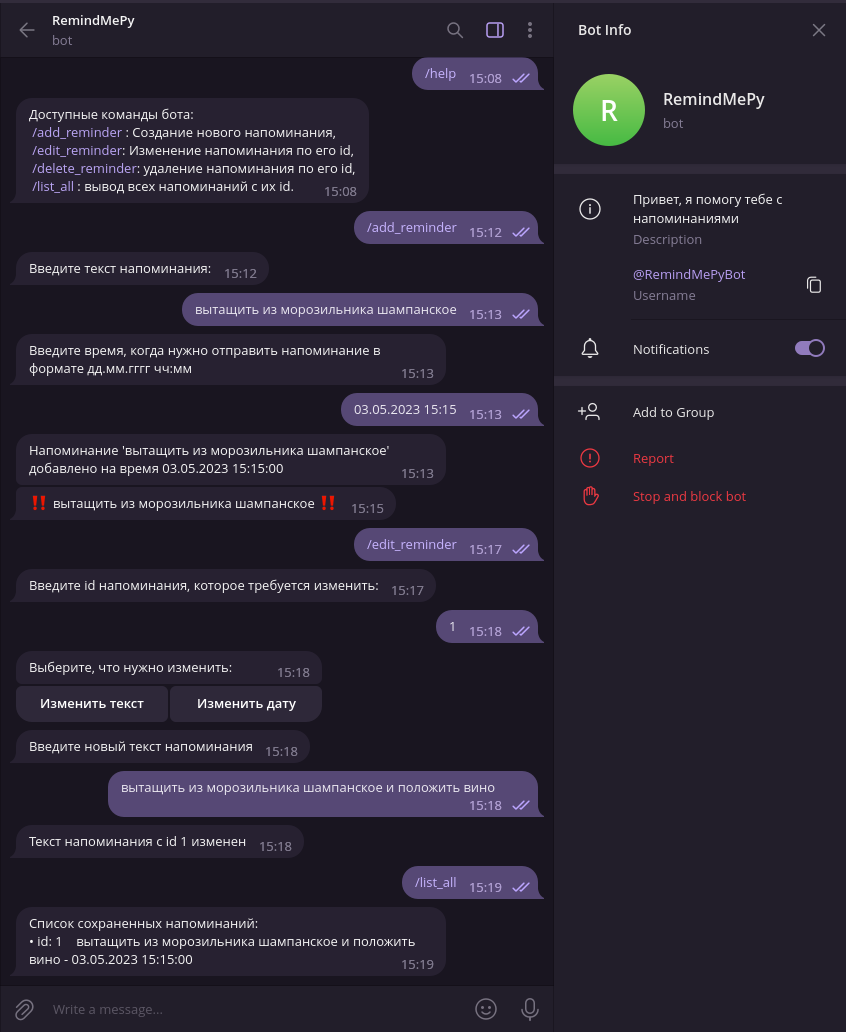 RemindMePy
bot
/help 15:08
Доступные команды бота:
/add_reminder : Создание нового напоминания,
/edit_reminder: Изменение напоминания по его id,
/delete_reminder: удаление напоминания по его id,
/list_all : вывод всех напоминаний с их id. 15:08
/add_reminder 15:12
Введите текст напоминания: 15:12
вытащить из морозильника шампанское 15:13
Введите время, когда нужно отправить напоминание в
формате дд.мм.гггг чч:мм 15:13
03.05.2023 15:15 15:13
Напоминание 'вытащить из морозильника шампанское'
добавлено на время 03.05.2023 15:15:00 15:13
‼️ вытащить из морозильника шампанское ‼️ 15:15
/edit_reminder 15:17
Введите id напоминания, которое требуется изменить: 15:17
1 15:18
Выберите, что нужно изменить: 15:18
Изменить текст Изменить дату
Введите новый текст напоминания 15:18
вытащить из морозильника шампанское и положить вино
15:18
Текст напоминания с id 1 изменен 15:18
/list_all 15:19
Список сохраненных напоминаний:
• id: 1 вытащить из морозильника шампанское и положить
вино - 03.05.2023 15:15:00 15:19
Write a message...
Bot Info
R
RemindMePy
bot
Привет, я помогу тебе с
напоминаниями
Description
@RemindMePyBot
Username
Notifications
Add to Group
Report
Stop and block bot